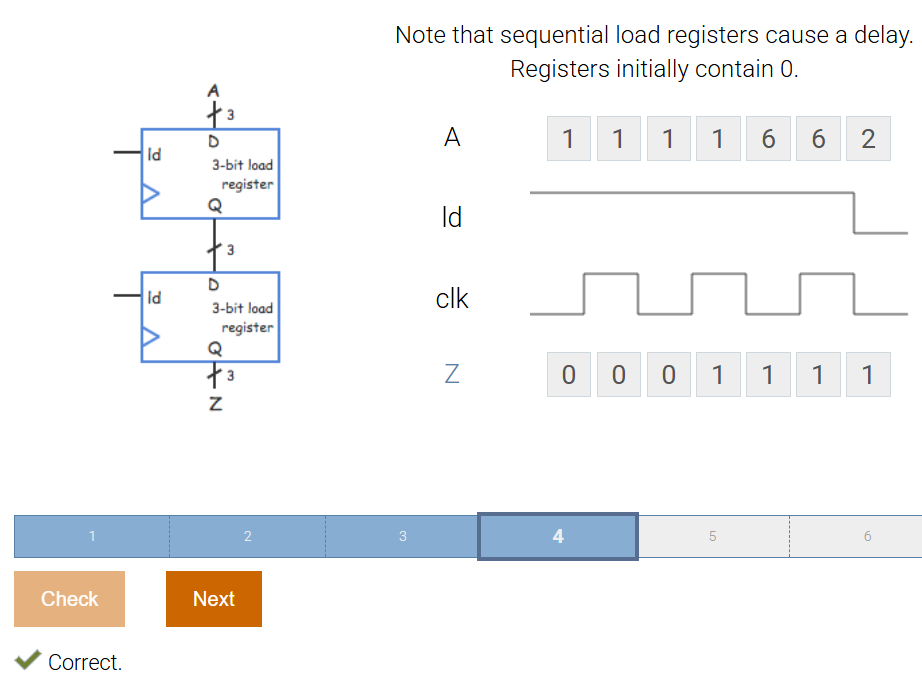 Note that sequential load registers cause a delay.
Registers initially contain 0.
A
3
D
ld
3-bit load
register
Q
3
D
ld
3-bit load
register
Q
3
Z
A 1 1 1 1 6 6 2
ld
clk
Z 0 0 0 1 1 1 1
1 2 3 4 5 6
Check Next
Correct.